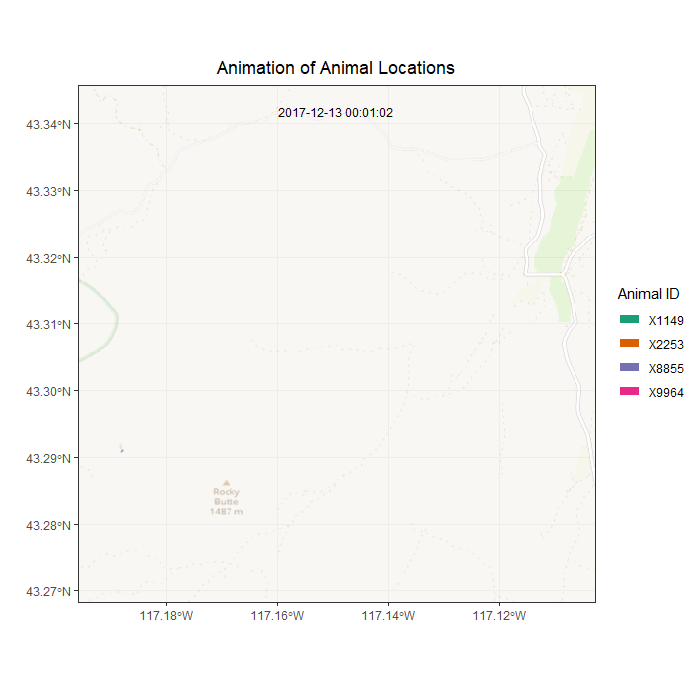 Animation of Animal Locations
2017-12-13 00:01:02
43.34°N
43.33°N
43.32°N
43.31°N
43.30°N
43.29°N
43.28°N
43.27°N
Rocky
Butte
1487 m
117.18°W
117.16°W
117.14°W
117.12°W
Animal ID
X1149
X2253
X8855
X9964